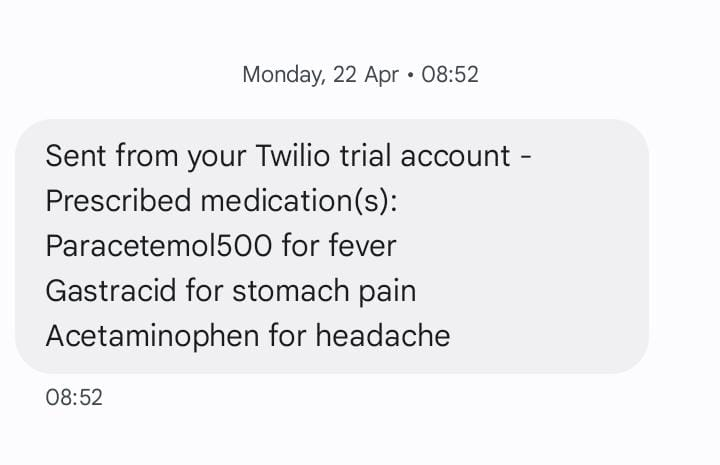 Monday, 22 Apr • 08:52
Sent from your Twilio trial account -
Prescribed medication(s):
Paracetemol500 for fever
Gastracid for stomach pain
Acetaminophen for headache
08:52